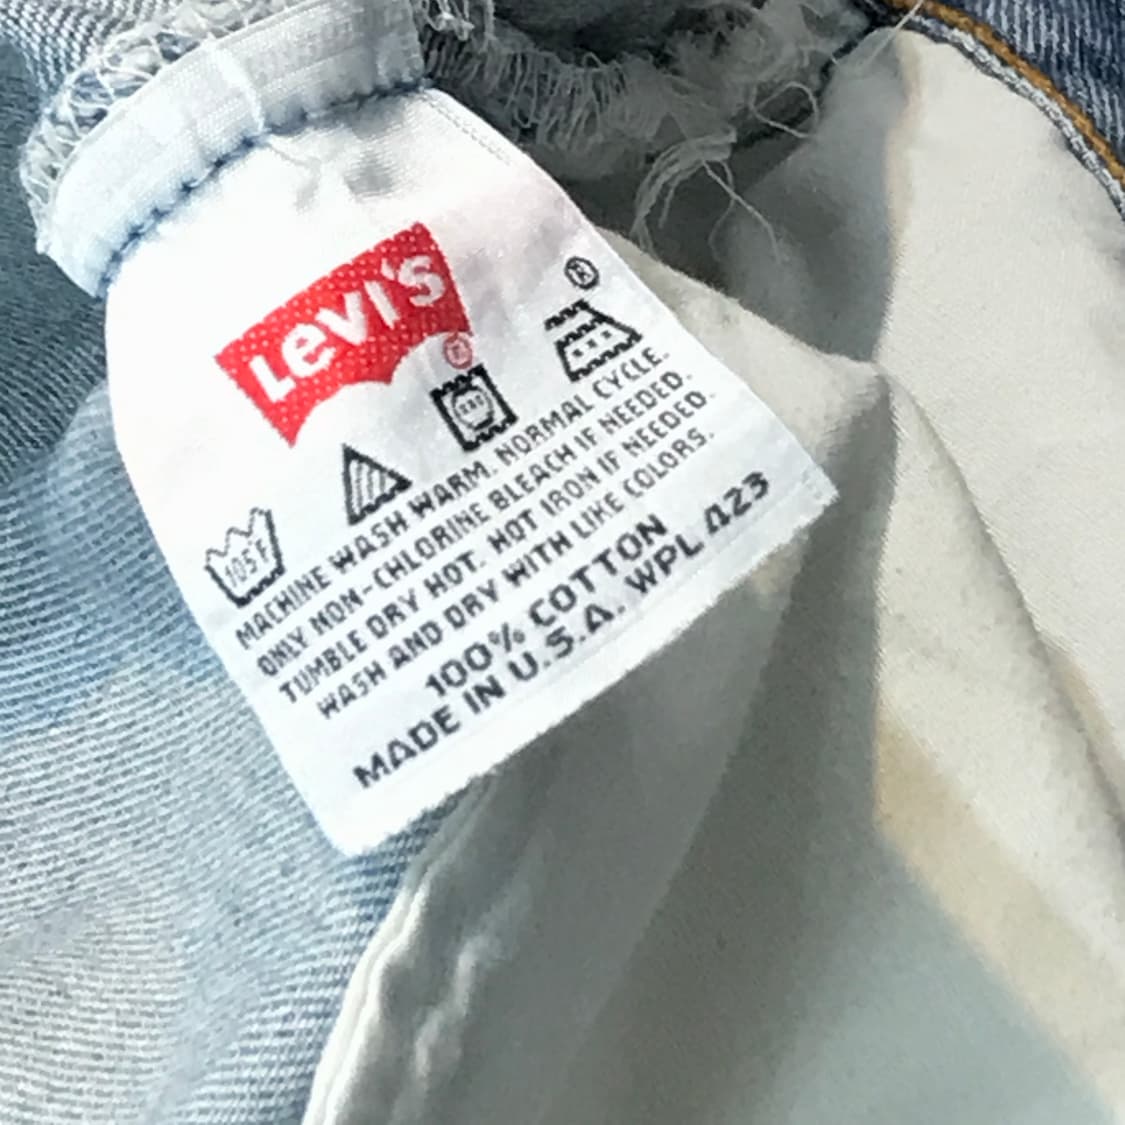 Levi's
®
®
105F
MACHINE WASH WARM. NORMAL CYCLE.
ONLY NON-CHLORINE BLEACH IF NEEDED.
TUMBLE DRY HOT. HOT IRON IF NEEDED.
WASH AND DRY WITH LIKE COLORS.
100% COTTON
MADE IN U.S.A. WPL 423